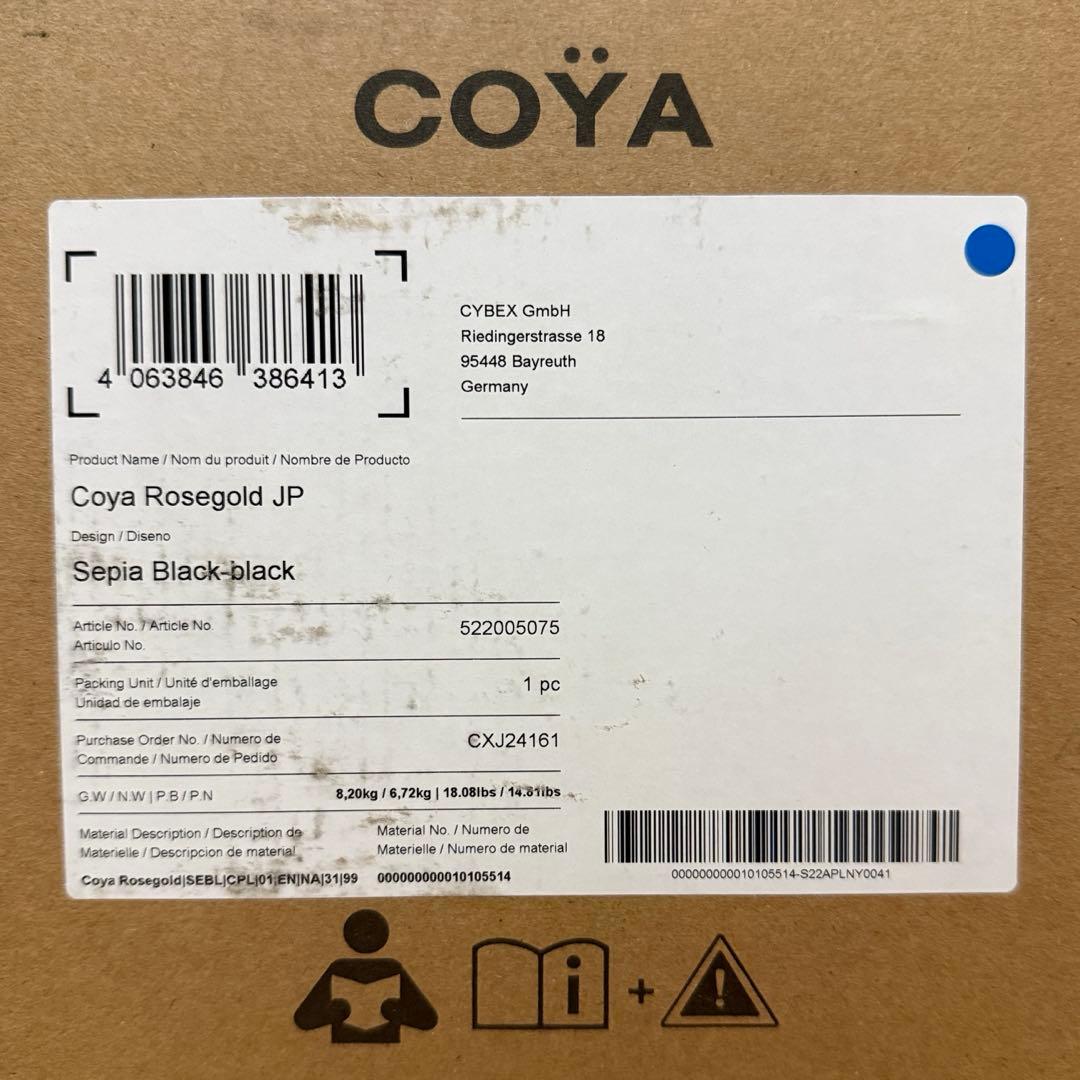 COŸA
4 063846 386413
CYBEX GmbH
Riedingerstrasse 18
95448 Bayreuth
Germany
Product Name / Nom du produit / Nombre de Producto
Coya Rosegold JP
Design / Diseno
Sepia Black-black
Article No. / Article No.
Articulo No.
522005075
Packing Unit / Unité d'emballage
Unidad de embalaje
1 pc
Purchase Order No. / Numero de
Commande / Numero de Pedido
CXJ24161
G.W / N.W | P.B / P.N
8,20kg / 6,72kg | 18.08lbs / 14.81lbs
Material Description / Description de
Materielle / Descripcion de material
Coya Rosegold|SEBL|CPL|01|EN|NA|31|99
Material No. / Numero de
Materielle / Numero de material
000000000010105514
000000000010105514-S22APLNY0041
i + !